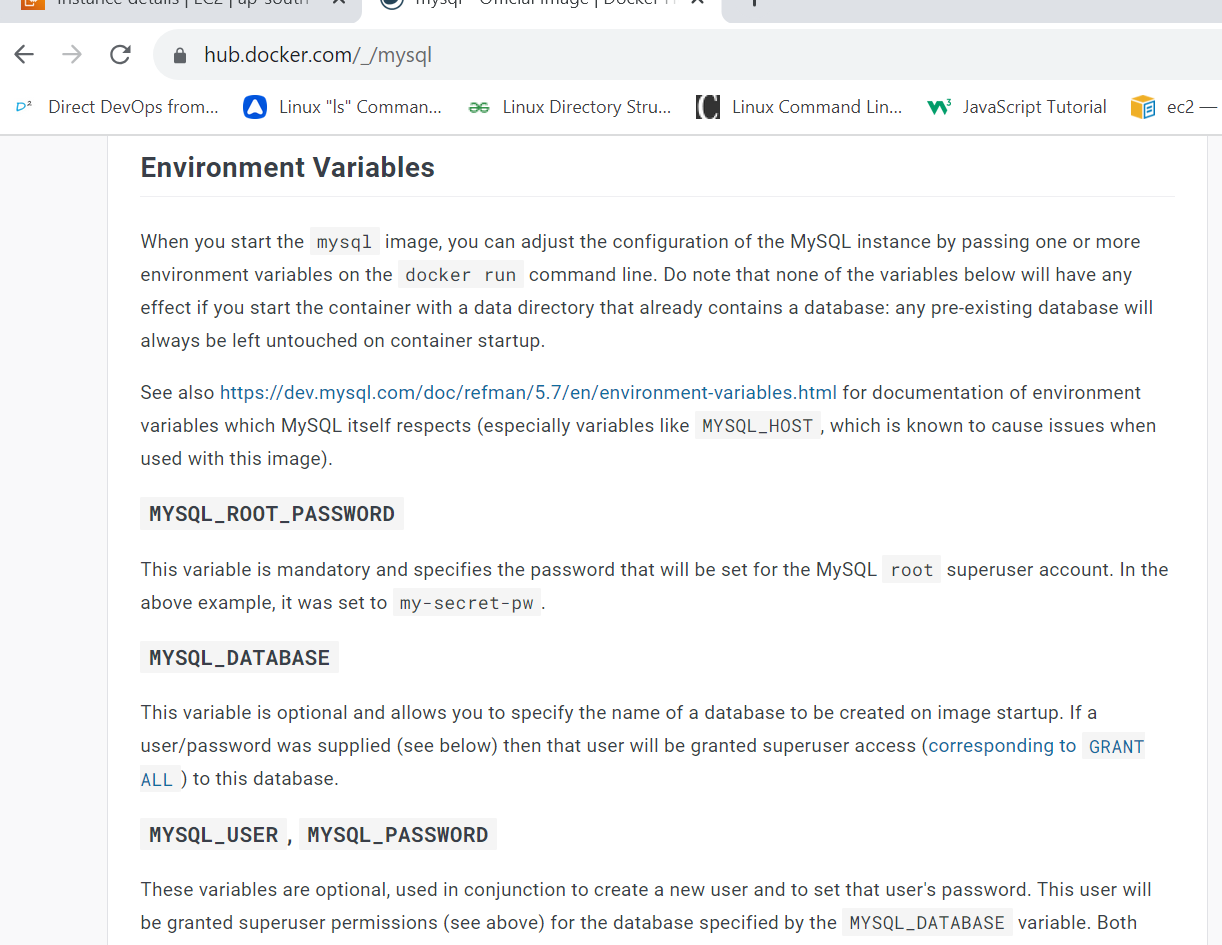 Instance details | EC2 | ap-south
mysql - Official Image | Docker H
hub.docker.com/_/mysql
Direct DevOps from...
Linux "ls" Comman...
Linux Directory Stru...
Linux Command Lin...
JavaScript Tutorial
ec2 —
Environment Variables
When you start the mysql image, you can adjust the configuration of the MySQL instance by passing one or more
environment variables on the docker run command line. Do note that none of the variables below will have any
effect if you start the container with a data directory that already contains a database: any pre-existing database will
always be left untouched on container startup.
See also https://dev.mysql.com/doc/refman/5.7/en/environment-variables.html for documentation of environment
variables which MySQL itself respects (especially variables like MYSQL_HOST , which is known to cause issues when
used with this image).
MYSQL_ROOT_PASSWORD
This variable is mandatory and specifies the password that will be set for the MySQL root superuser account. In the
above example, it was set to my-secret-pw .
MYSQL_DATABASE
This variable is optional and allows you to specify the name of a database to be created on image startup. If a
user/password was supplied (see below) then that user will be granted superuser access (corresponding to GRANT
ALL ) to this database.
MYSQL_USER , MYSQL_PASSWORD
These variables are optional, used in conjunction to create a new user and to set that user's password. This user will
be granted superuser permissions (see above) for the database specified by the MYSQL_DATABASE variable. Both